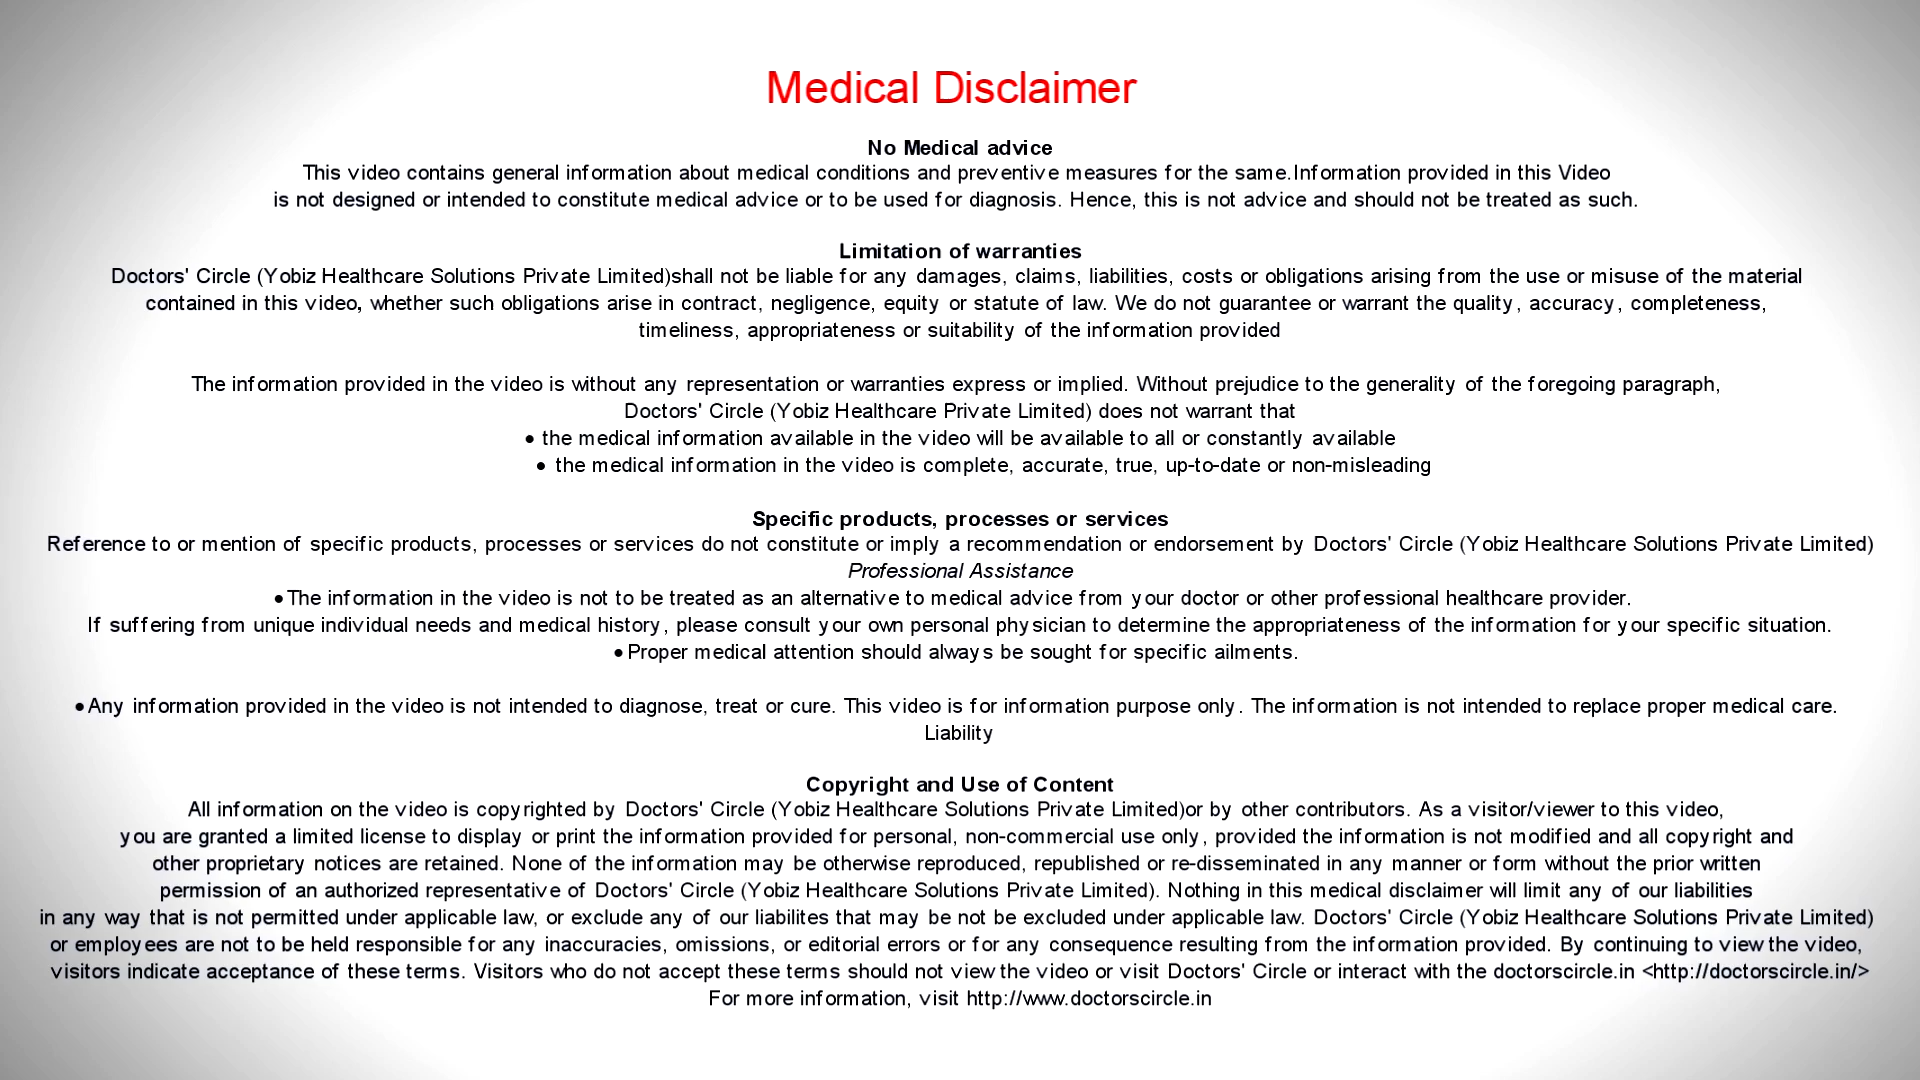 Medical Disclaimer
No Medical advice
This video contains general information about medical conditions and preventive measures for the same.Information provided in this Video
is not designed or intended to constitute medical advice or to be used for diagnosis. Hence, this is not advice and should not be treated as such.
Limitation of warranties
Doctors' Circle (Yobiz Healthcare Solutions Private Limited)shall not be liable for any damages, claims, liabilities, costs or obligations arising from the use or misuse of the material
contained in this video, whether such obligations arise in contract, negligence, equity or statute of law. We do not guarantee or warrant the quality, accuracy, completeness,
timeliness, appropriateness or suitability of the information provided
The information provided in the video is without any representation or warranties express or implied. Without prejudice to the generality of the foregoing paragraph,
Doctors' Circle (Yobiz Healthcare Private Limited) does not warrant that
• the medical information available in the video will be available to all or constantly available
• the medical information in the video is complete, accurate, true, up-to-date or non-misleading
Specific products, processes or services
Reference to or mention of specific products, processes or services do not constitute or imply a recommendation or endorsement by Doctors' Circle (Yobiz Healthcare Solutions Private Limited)
Professional Assistance
•The information in the video is not to be treated as an alternative to medical advice from your doctor or other professional healthcare provider.
If suffering from unique individual needs and medical history, please consult your own personal physician to determine the appropriateness of the information for your specific situation.
•Proper medical attention should always be sought for specific ailments.
•Any information provided in the video is not intended to diagnose, treat or cure. This video is for information purpose only. The information is not intended to replace proper medical care.
Liability
Copyright and Use of Content
All information on the video is copyrighted by Doctors' Circle (Yobiz Healthcare Solutions Private Limited)or by other contributors. As a visitor/viewer to this video,
you are granted a limited license to display or print the information provided for personal, non-commercial use only, provided the information is not modified and all copyright and
other proprietary notices are retained. None of the information may be otherwise reproduced, republished or re-disseminated in any manner or form without the prior written
permission of an authorized representative of Doctors' Circle (Yobiz Healthcare Solutions Private Limited). Nothing in this medical disclaimer will limit any of our liabilities
in any way that is not permitted under applicable law, or exclude any of our liabilites that may be not be excluded under applicable law. Doctors' Circle (Yobiz Healthcare Solutions Private Limited)
or employees are not to be held responsible for any inaccuracies, omissions, or editorial errors or for any consequence resulting from the information provided. By continuing to view the video,
visitors indicate acceptance of these terms. Visitors who do not accept these terms should not view the video or visit Doctors' Circle or interact with the doctorscircle.in <http://doctorscircle.in/>
For more information, visit http://www.doctorscircle.in